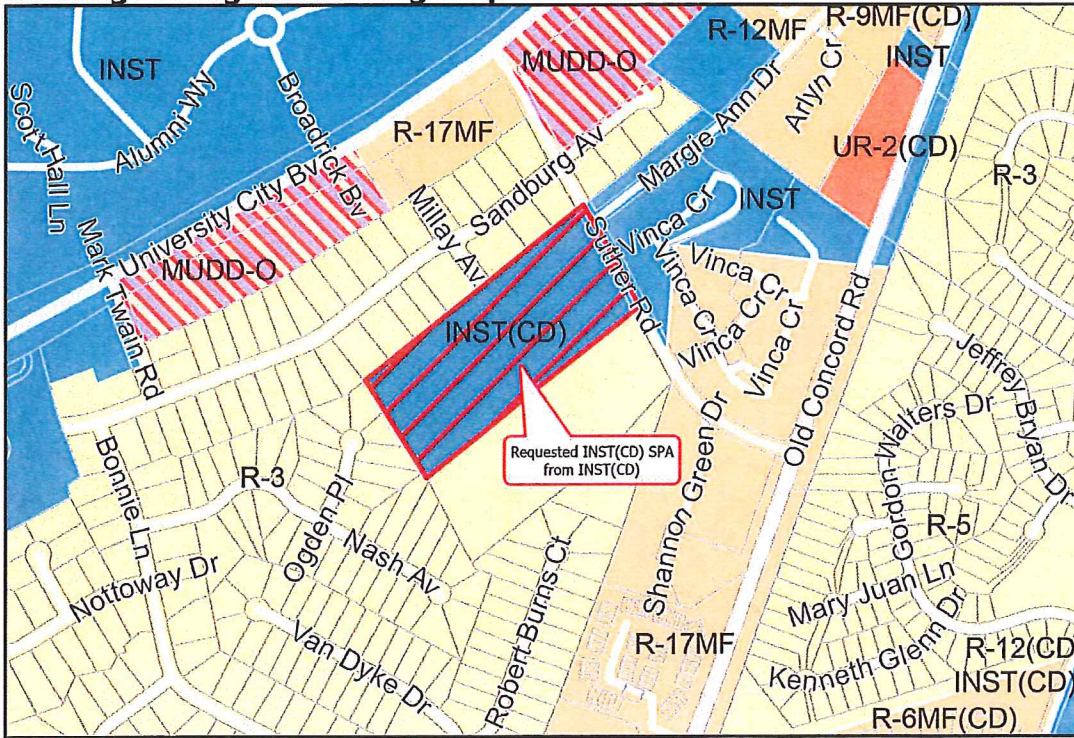 R-9MF(CD)
R-12MF
INST
INST
MUDD-O
Arlyn Cr
Scott Hall Ln
Alumni Wy
Broadrick Bv
R-17MF
Margie Ann Dr
UR-2(CD)
R-3
University City Bv
Sandburg Av
Millay Av
INST
Mark Twain Rd
MUDD-O
Suther Rd
Vinca Cr
Vinca Cr
Vinca Cr
Vinca Cr
Vinca Cr
INST(CD)
Old Concord Rd
Jeffrey Bryan Dr
Requested INST(CD) SPA
from INST(CD)
Gordon-Walters Dr
Bonnie Ln
R-3
Ogden Pl
Nash Av
Shannon Green Dr
R-5
Nottoway Dr
Mary Juan Ln
Van Dyke Dr
Robert Burns Ct
R-17MF
Kenneth Glenn Dr
R-12(CD)
INST(CD)
R-6MF(CD)